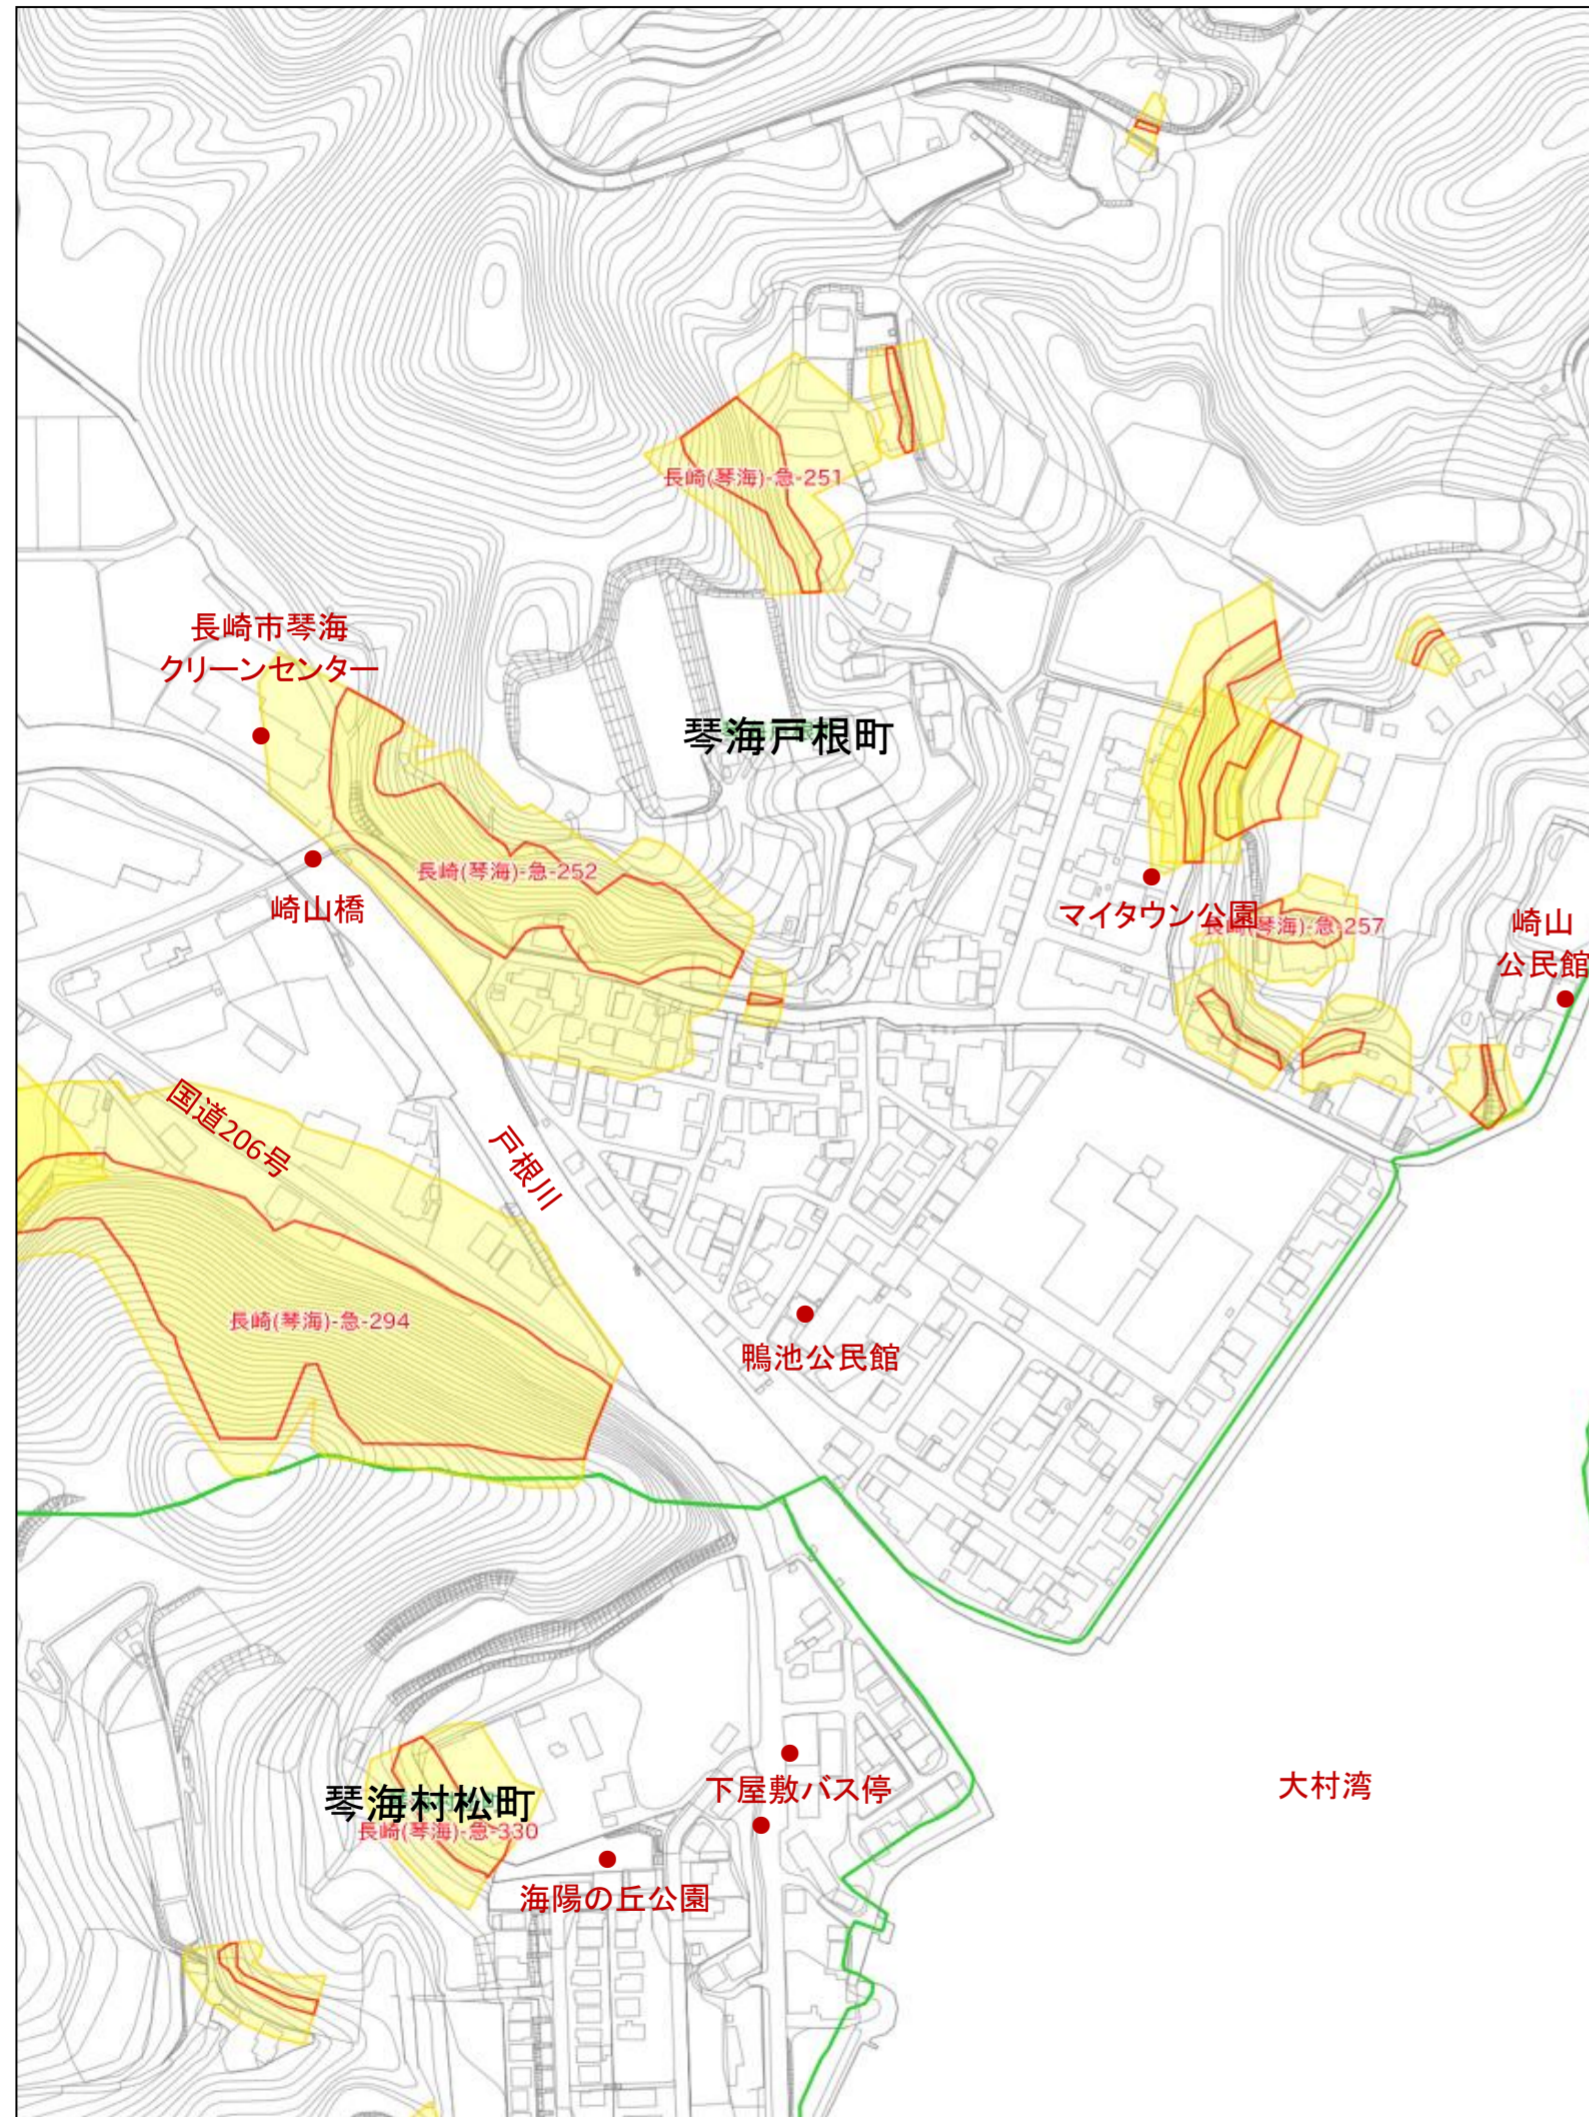 長崎(琴海)-急-251
長崎市琴海
クリーンセンター
琴海戸根町
長崎(琴海)-急-252
崎山橋
マイタウン公園
長崎(琴海)-急-257
崎山
公民館
国道206号
戸根川
長崎(琴海)-急-294
鴨池公民館
下屋敷バス停
大村湾
琴海村松町
長崎(琴海)-急-330
海陽の丘公園